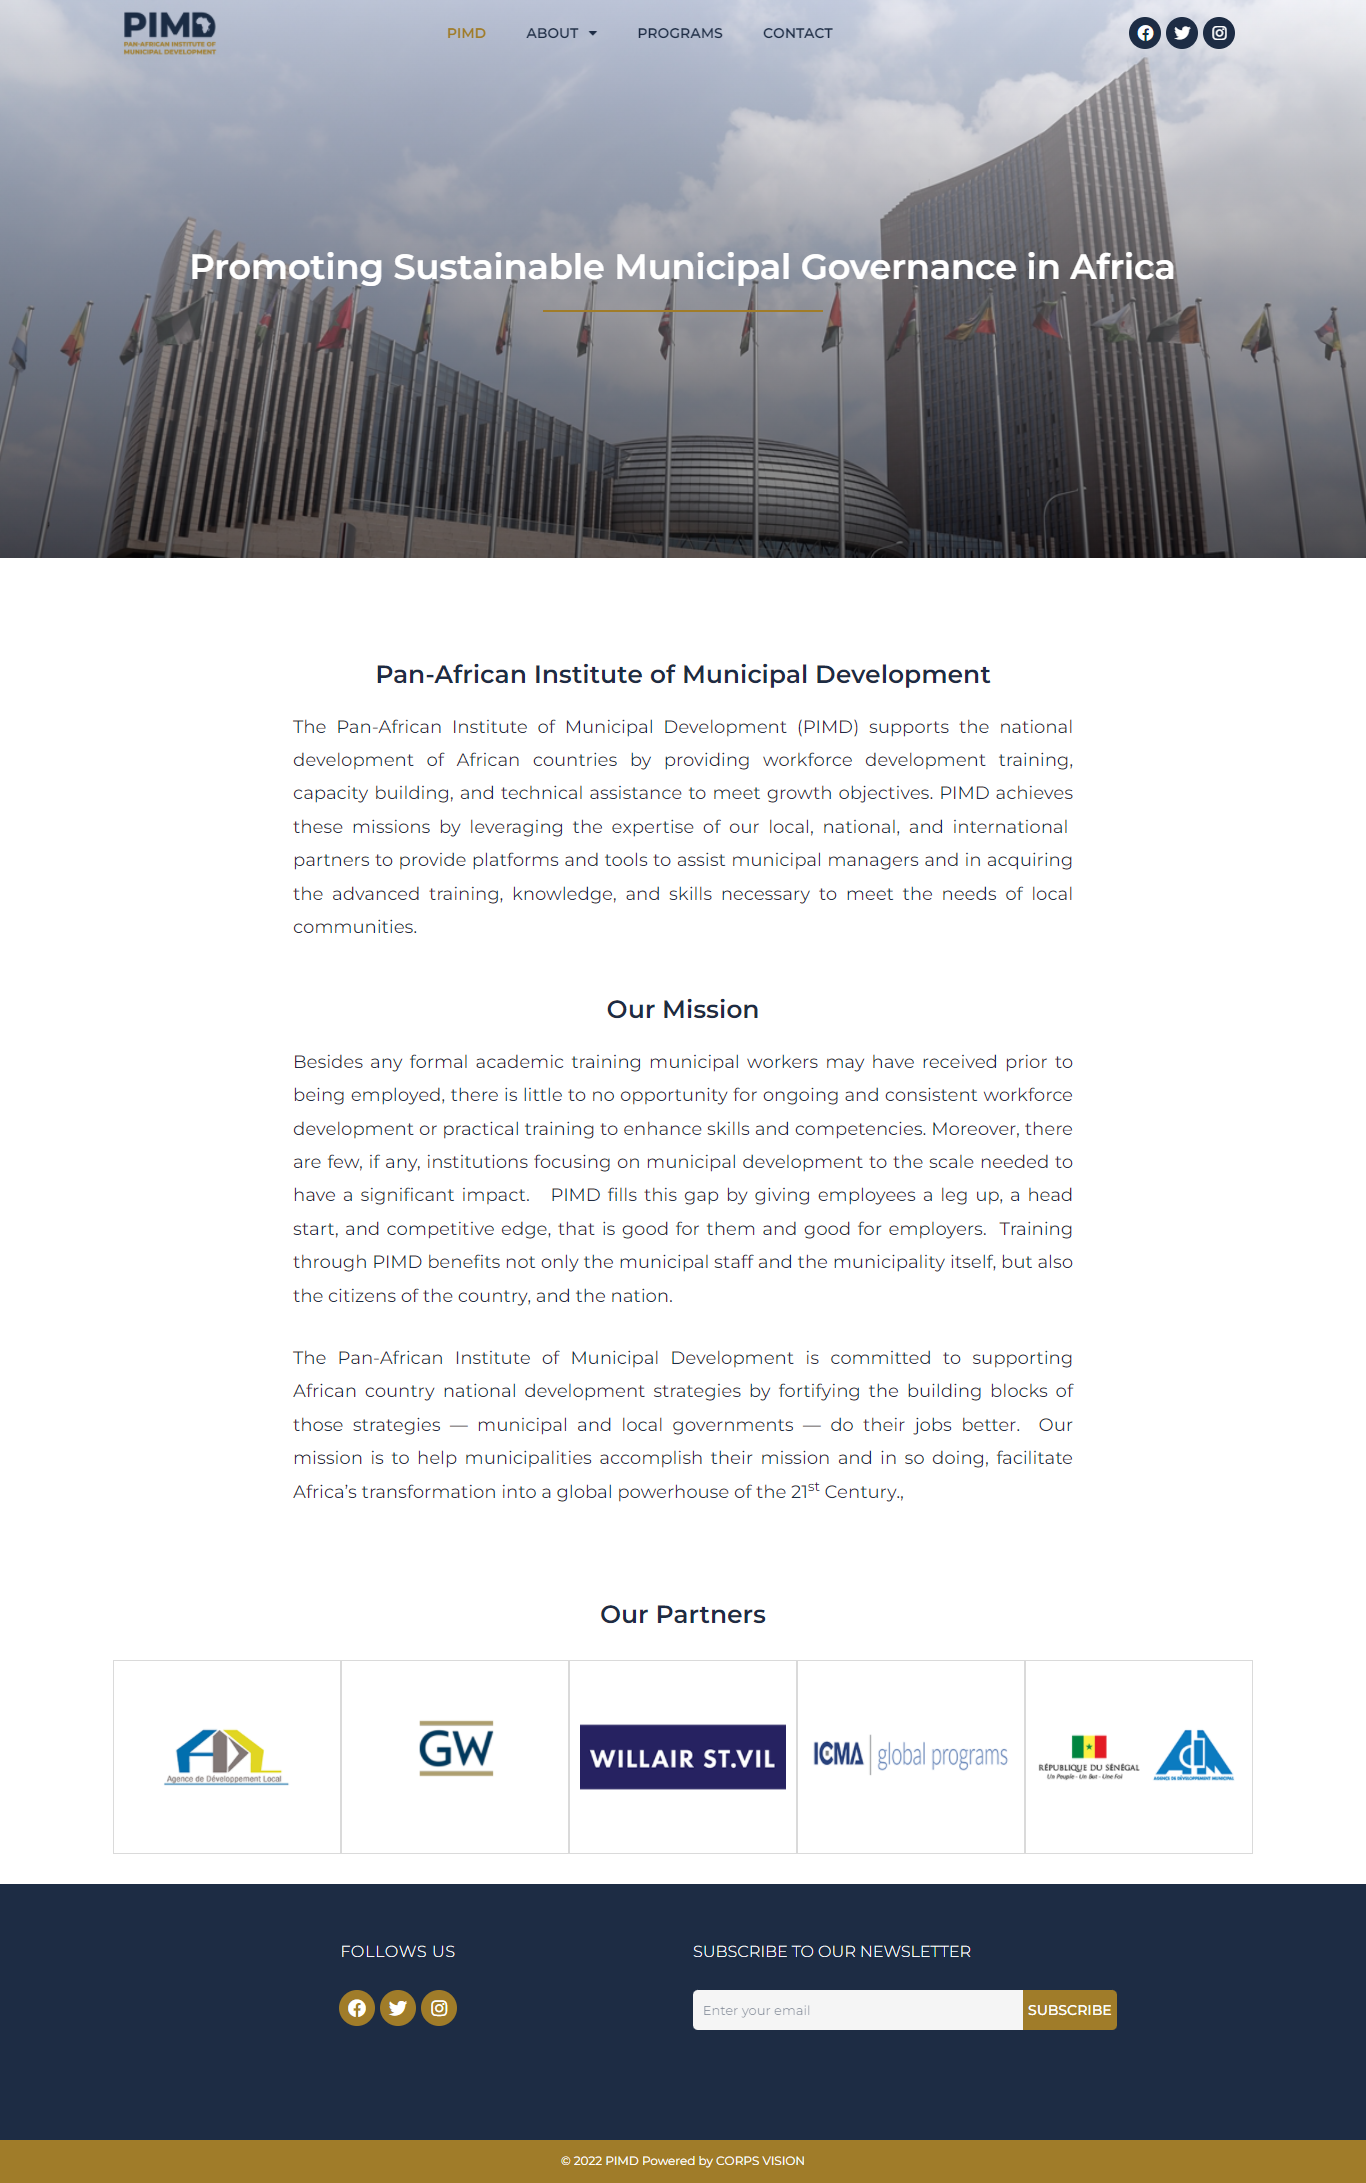 PIMD
PAN-AFRICAN INSTITUTE OF
MUNICIPAL DEVELOPMENT
PIMD
ABOUT
PROGRAMS
CONTACT
Promoting Sustainable Municipal Governance in Africa
Pan-African Institute of Municipal Development
The Pan-African Institute of Municipal Development (PIMD) supports the national
development of African countries by providing workforce development training,
capacity building, and technical assistance to meet growth objectives. PIMD achieves
these missions by leveraging the expertise of our local, national, and international
partners to provide platforms and tools to assist municipal managers and in acquiring
the advanced training, knowledge, and skills necessary to meet the needs of local
communities.
Our Mission
Besides any formal academic training municipal workers may have received prior to
being employed, there is little to no opportunity for ongoing and consistent workforce
development or practical training to enhance skills and competencies. Moreover, there
are few, if any, institutions focusing on municipal development to the scale needed to
have a significant impact. PIMD fills this gap by giving employees a leg up, a head
start, and competitive edge, that is good for them and good for employers. Training
through PIMD benefits not only the municipal staff and the municipality itself, but also
the citizens of the country, and the nation.
The Pan-African Institute of Municipal Development is committed to supporting
African country national development strategies by fortifying the building blocks of
those strategies — municipal and local governments — do their jobs better. Our
mission is to help municipalities accomplish their mission and in so doing, facilitate
Africa's transformation into a global powerhouse of the 21st Century.,
Our Partners
ADL
Agence de Développement Local
GW
WILLAIR ST.VIL
ICMA global programs
RÉPUBLIQUE DU SÉNÉGAL
Un Peuple - Un But - Une Foi
ADM
AGENCE DE DÉVELOPPEMENT MUNICIPAL
FOLLOWS US
SUBSCRIBE TO OUR NEWSLETTER
Enter your email
SUBSCRIBE
© 2022 PIMD Powered by CORPS VISION